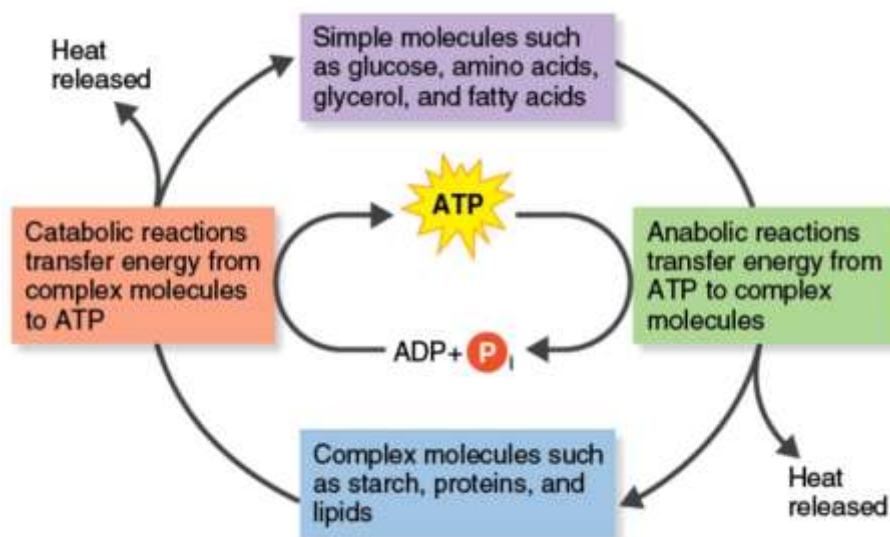 Heat
released
Simple molecules such
as glucose, amino acids,
glycerol, and fatty acids
ATP
Catabolic reactions
transfer energy from
complex molecules
to ATP
Anabolic reactions
transfer energy from
ATP to complex
molecules
ADP+ P i
Complex molecules such
as starch, proteins, and
lipids
Heat
released